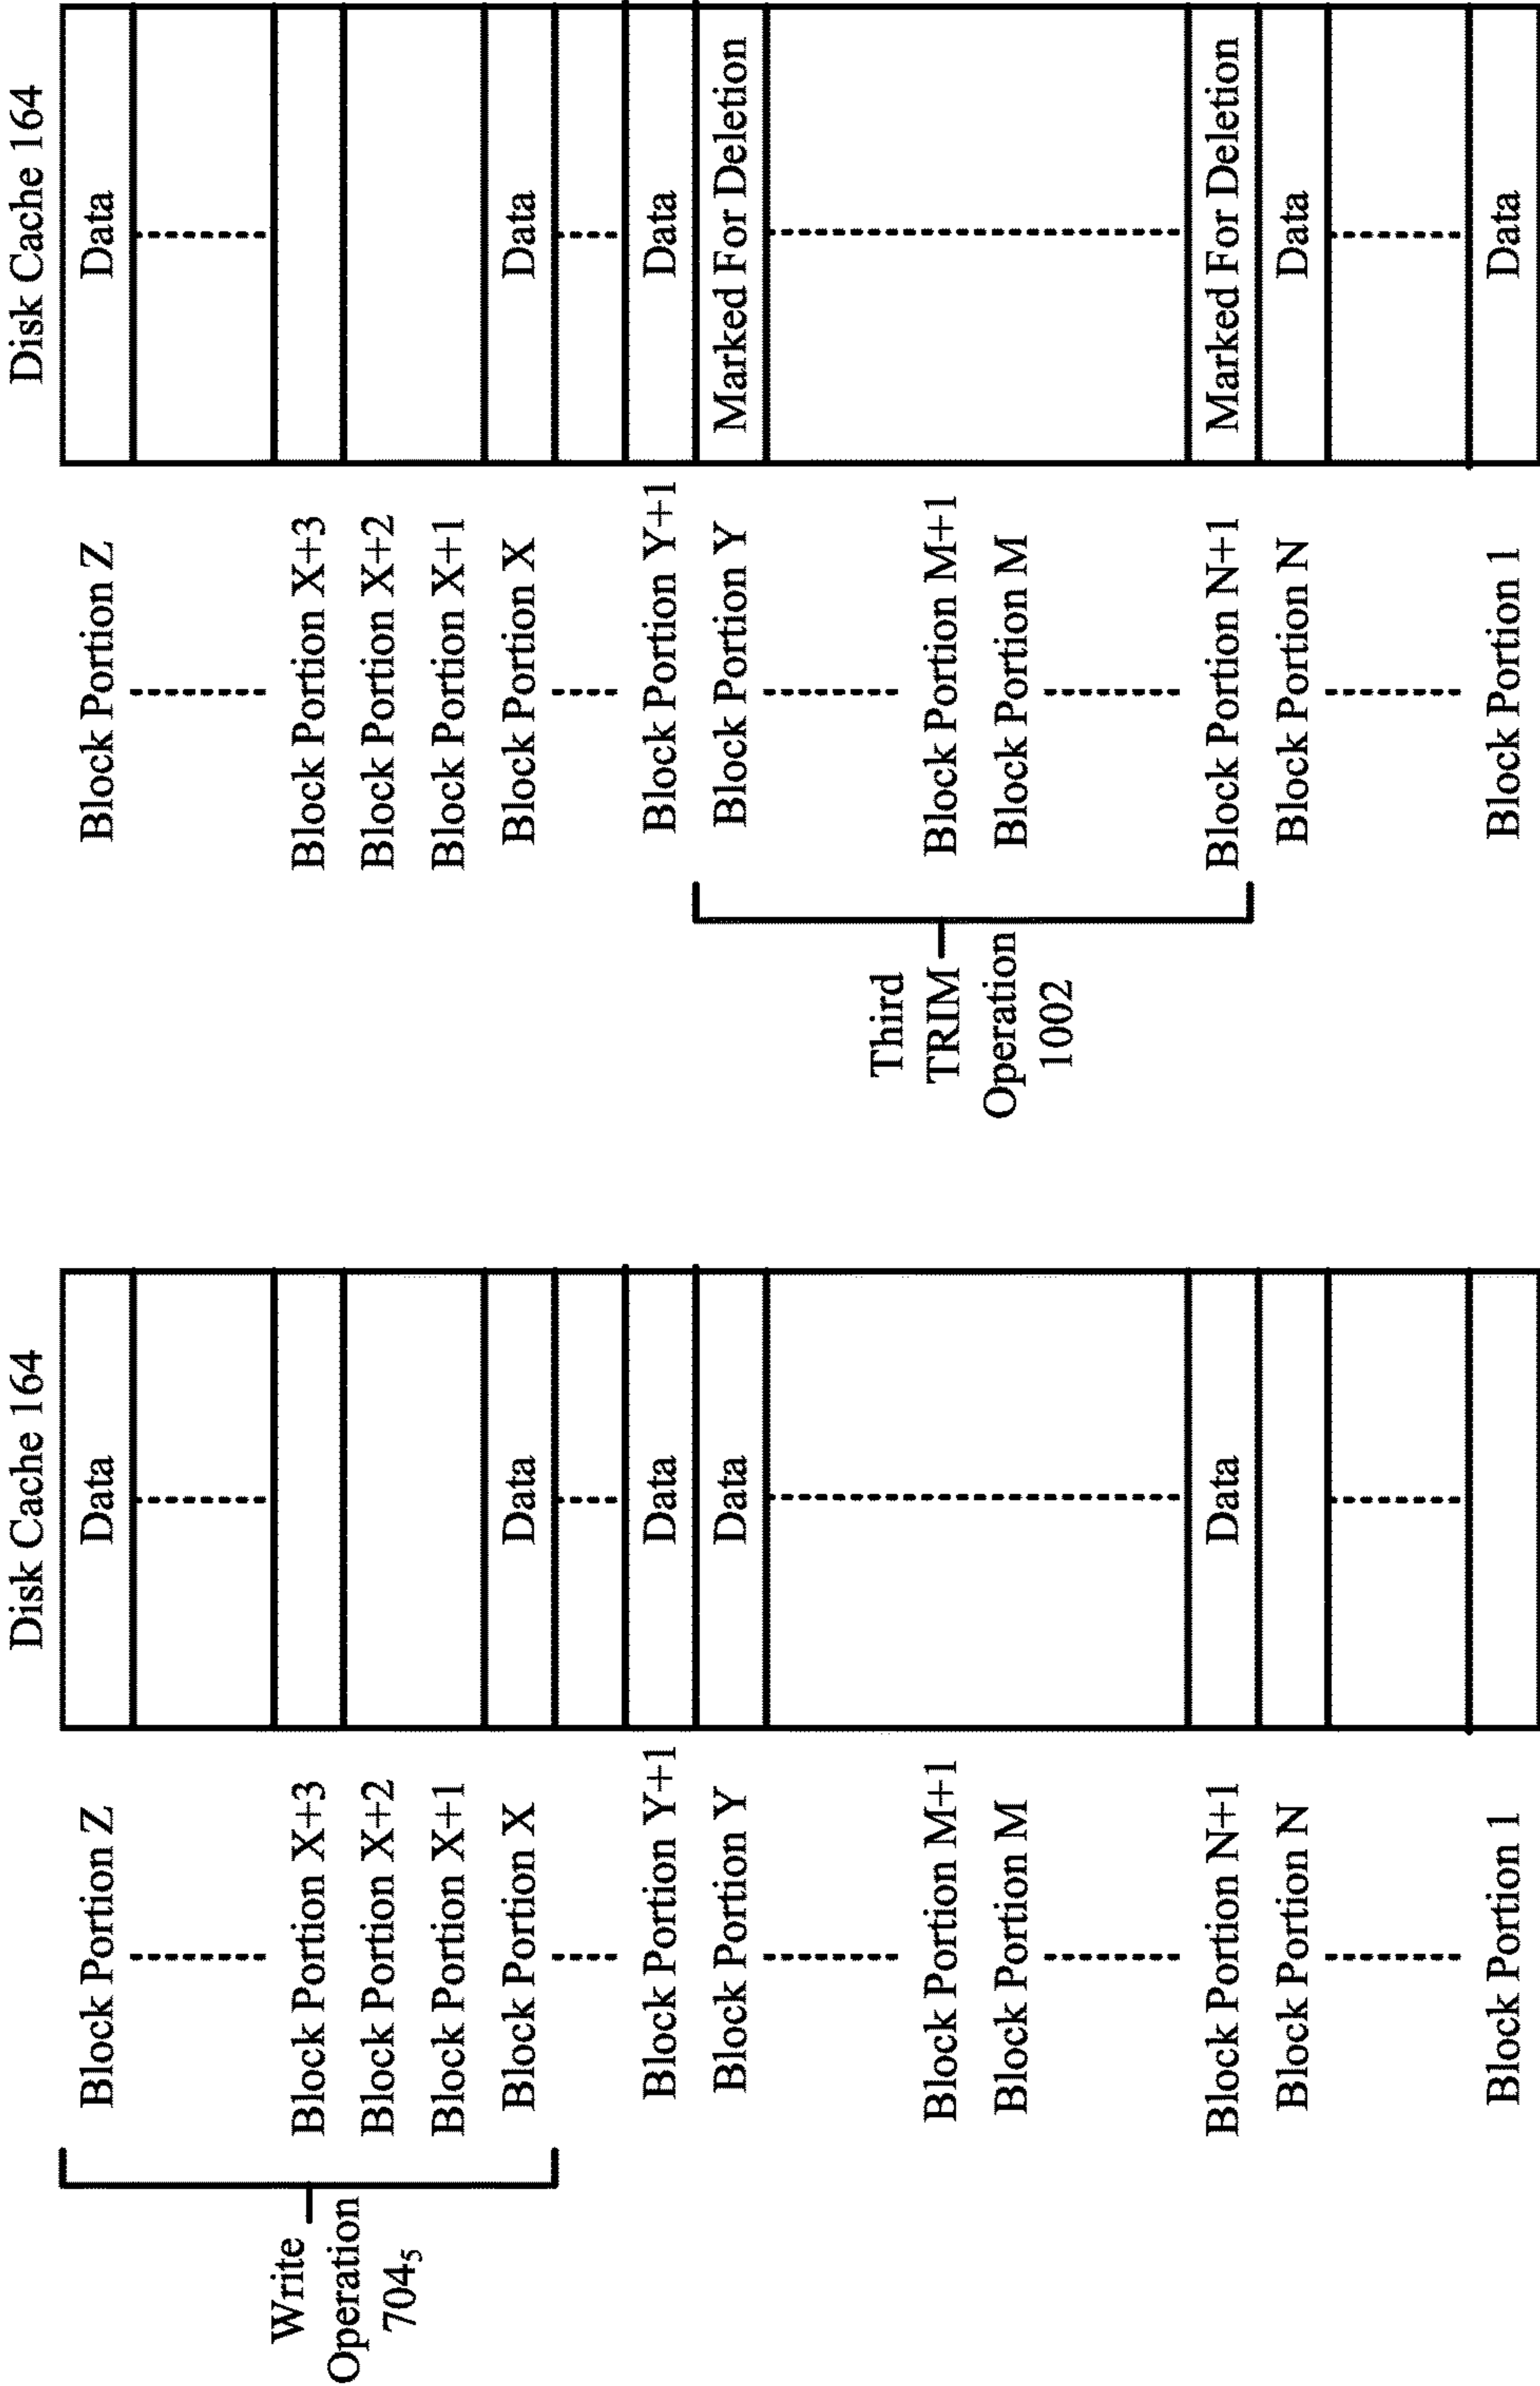 Disk Cache 164
Write
Operation
704₅
Block Portion Z
Block Portion X+3
Block Portion X+2
Block Portion X+1
Block Portion X
Block Portion Y+1
Block Portion Y
Block Portion M+1
Block Portion M
Block Portion N+1
Block Portion N
Block Portion 1
Data
Data
Data
Data
Data
Disk Cache 164
Third
TRIM
Operation
1002
Block Portion Z
Block Portion X+3
Block Portion X+2
Block Portion X+1
Block Portion X
Block Portion Y+1
Block Portion Y
Block Portion M+1
Block Portion M
Block Portion N+1
Block Portion N
Block Portion 1
Data
Data
Data
Marked For Deletion
Marked For Deletion
Data
Data